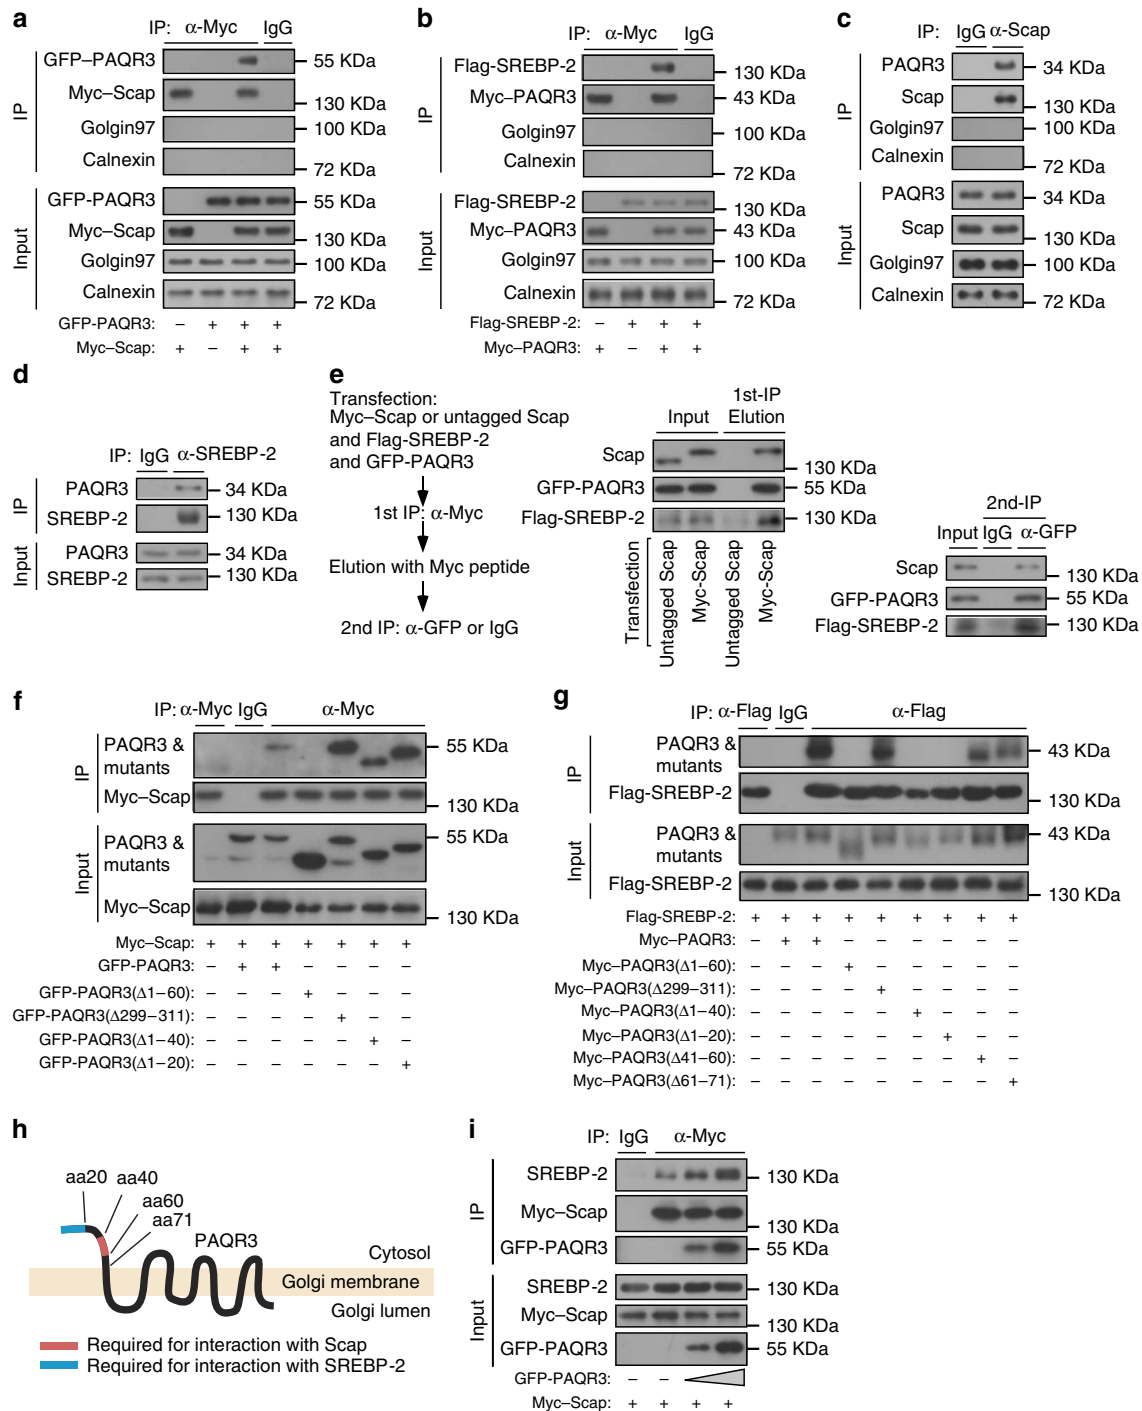 a
IP: α-Myc IgG
IP
GFP–PAQR3 55 KDa
Myc–Scap 130 KDa
Golgin97 100 KDa
Calnexin 72 KDa
Input
GFP-PAQR3 55 KDa
Myc–Scap 130 KDa
Golgin97 100 KDa
Calnexin 72 KDa
GFP-PAQR3: – + + +
Myc–Scap: + – + +
b
IP: α-Myc IgG
IP
Flag-SREBP-2 130 KDa
Myc–PAQR3 43 KDa
Golgin97 100 KDa
Calnexin 72 KDa
Input
Flag-SREBP-2 130 KDa
Myc–PAQR3 43 KDa
Golgin97 100 KDa
Calnexin 72 KDa
Flag-SREBP-2: – + + +
Myc–PAQR3: + – + +
c
IP: IgG α-Scap
IP
PAQR3 34 KDa
Scap 130 KDa
Golgin97 100 KDa
Calnexin 72 KDa
Input
PAQR3 34 KDa
Scap 130 KDa
Golgin97 100 KDa
Calnexin 72 KDa
d
IP: IgG α-SREBP-2
IP
PAQR3 34 KDa
SREBP-2 130 KDa
Input
PAQR3 34 KDa
SREBP-2 130 KDa
e
Transfection:
Myc–Scap or untagged Scap
and Flag-SREBP-2
and GFP-PAQR3
1st IP: α-Myc
Elution with Myc peptide
2nd IP: α-GFP or IgG
1st-IP
Input Elution
Scap 130 KDa
GFP-PAQR3 55 KDa
Flag-SREBP-2 130 KDa
Transfection
Untagged Scap
Myc-Scap
Untagged Scap
Myc-Scap
2nd-IP
Input IgG α-GFP
Scap 130 KDa
GFP-PAQR3 55 KDa
Flag-SREBP-2 130 KDa
f
IP: α-Myc IgG α-Myc
IP
PAQR3 & 55 KDa
mutants
Myc–Scap 130 KDa
Input
PAQR3 & 55 KDa
mutants
Myc–Scap 130 KDa
Myc–Scap: + + + + + + +
GFP-PAQR3: – + + – – – –
GFP-PAQR3(Δ1–60): – – – + – – –
GFP-PAQR3(Δ299–311): – – – – + – –
GFP-PAQR3(Δ1–40): – – – – – + –
GFP-PAQR3(Δ1–20): – – – – – – +
g
IP: α-Flag IgG α-Flag
IP
PAQR3 & 43 KDa
mutants
Flag-SREBP-2 130 KDa
Input
PAQR3 & 43 KDa
mutants
Flag-SREBP-2 130 KDa
Flag-SREBP-2: + + + + + + + + +
Myc–PAQR3: – + + – – – – – –
Myc–PAQR3(Δ1–60): – – – + – – – – –
Myc–PAQR3(Δ299–311): – – – – + – – – –
Myc–PAQR3(Δ1–40): – – – – – + – – –
Myc–PAQR3(Δ1–20): – – – – – – + – –
Myc–PAQR3(Δ41–60): – – – – – – – + –
Myc–PAQR3(Δ61–71): – – – – – – – – +
h
aa20 aa40
aa60
aa71
PAQR3
Cytosol
Golgi membrane
Golgi lumen
Required for interaction with Scap
Required for interaction with SREBP-2
i
IP: IgG α-Myc
IP
SREBP-2 130 KDa
Myc–Scap 130 KDa
GFP-PAQR3 55 KDa
Input
SREBP-2 130 KDa
Myc–Scap 130 KDa
GFP-PAQR3 55 KDa
GFP-PAQR3: – –
Myc–Scap: + + + +